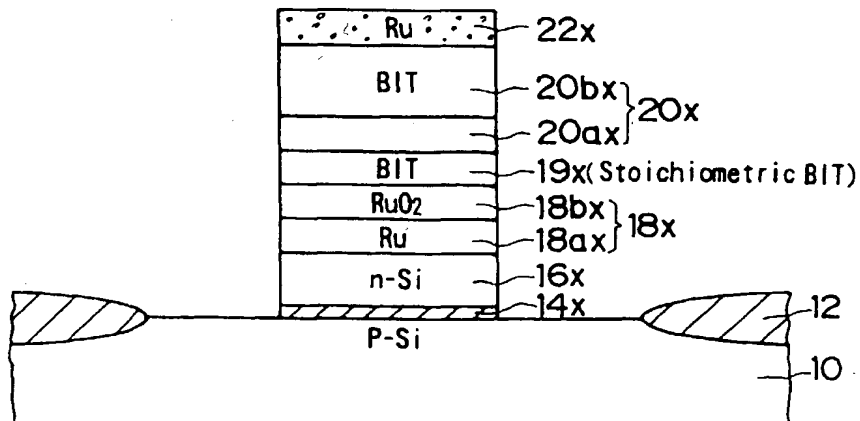 Ru 22x
BIT 20bx
20x
20ax
BIT 19x(Stoichiometric BIT)
RuO₂ 18bx
18x
Ru 18ax
n-Si 16x
14x
12
P-Si
10